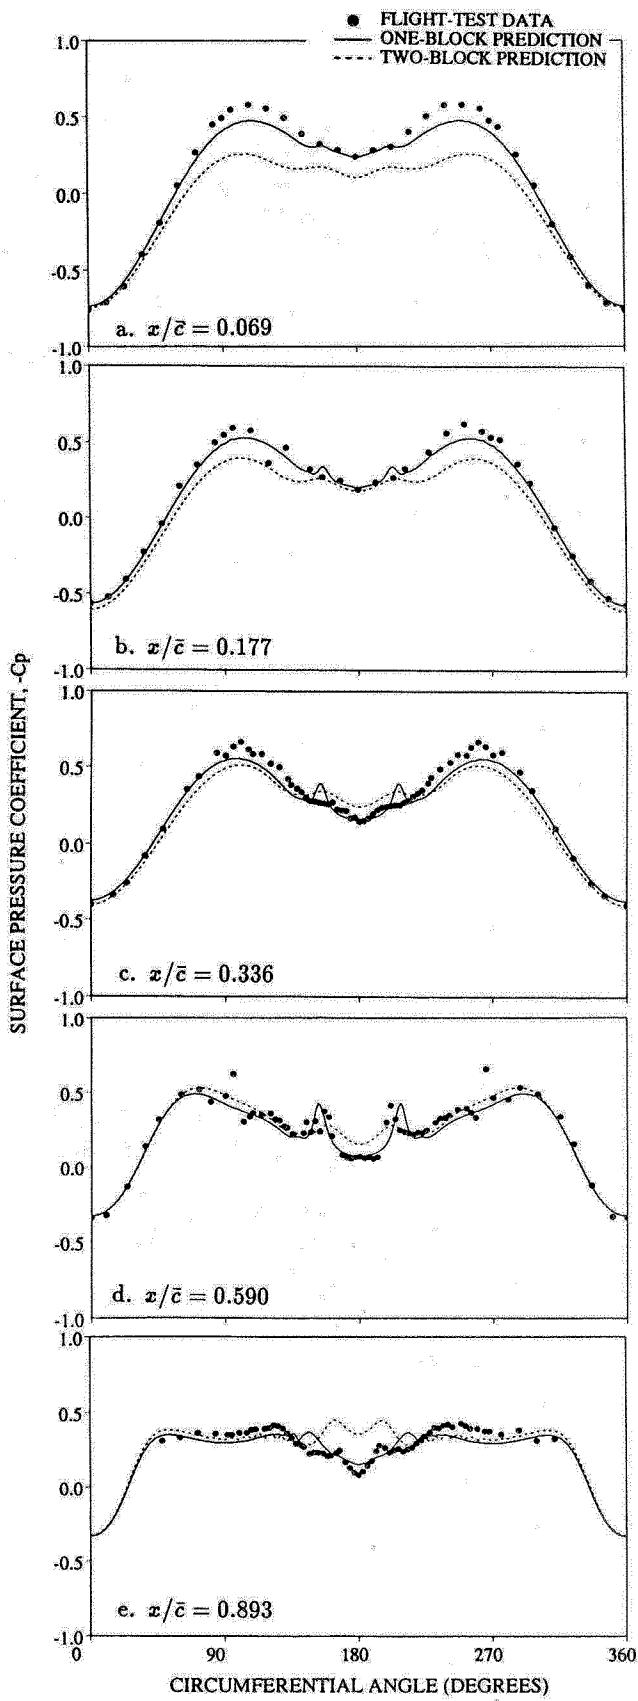 FLIGHT-TEST DATA
ONE-BLOCK PREDICTION
TWO-BLOCK PREDICTION
1.0
0.5
0.0
-0.5
-1.0
a. x/c̄ = 0.069
1.0
0.5
0.0
-0.5
-1.0
b. x/c̄ = 0.177
SURFACE PRESSURE COEFFICIENT, -Cp
1.0
0.5
0.0
-0.5
-1.0
c. x/c̄ = 0.336
1.0
0.5
0.0
-0.5
-1.0
d. x/c̄ = 0.590
1.0
0.5
0.0
-0.5
-1.0
e. x/c̄ = 0.893
0 90 180 270 360
CIRCUMFERENTIAL ANGLE (DEGREES)